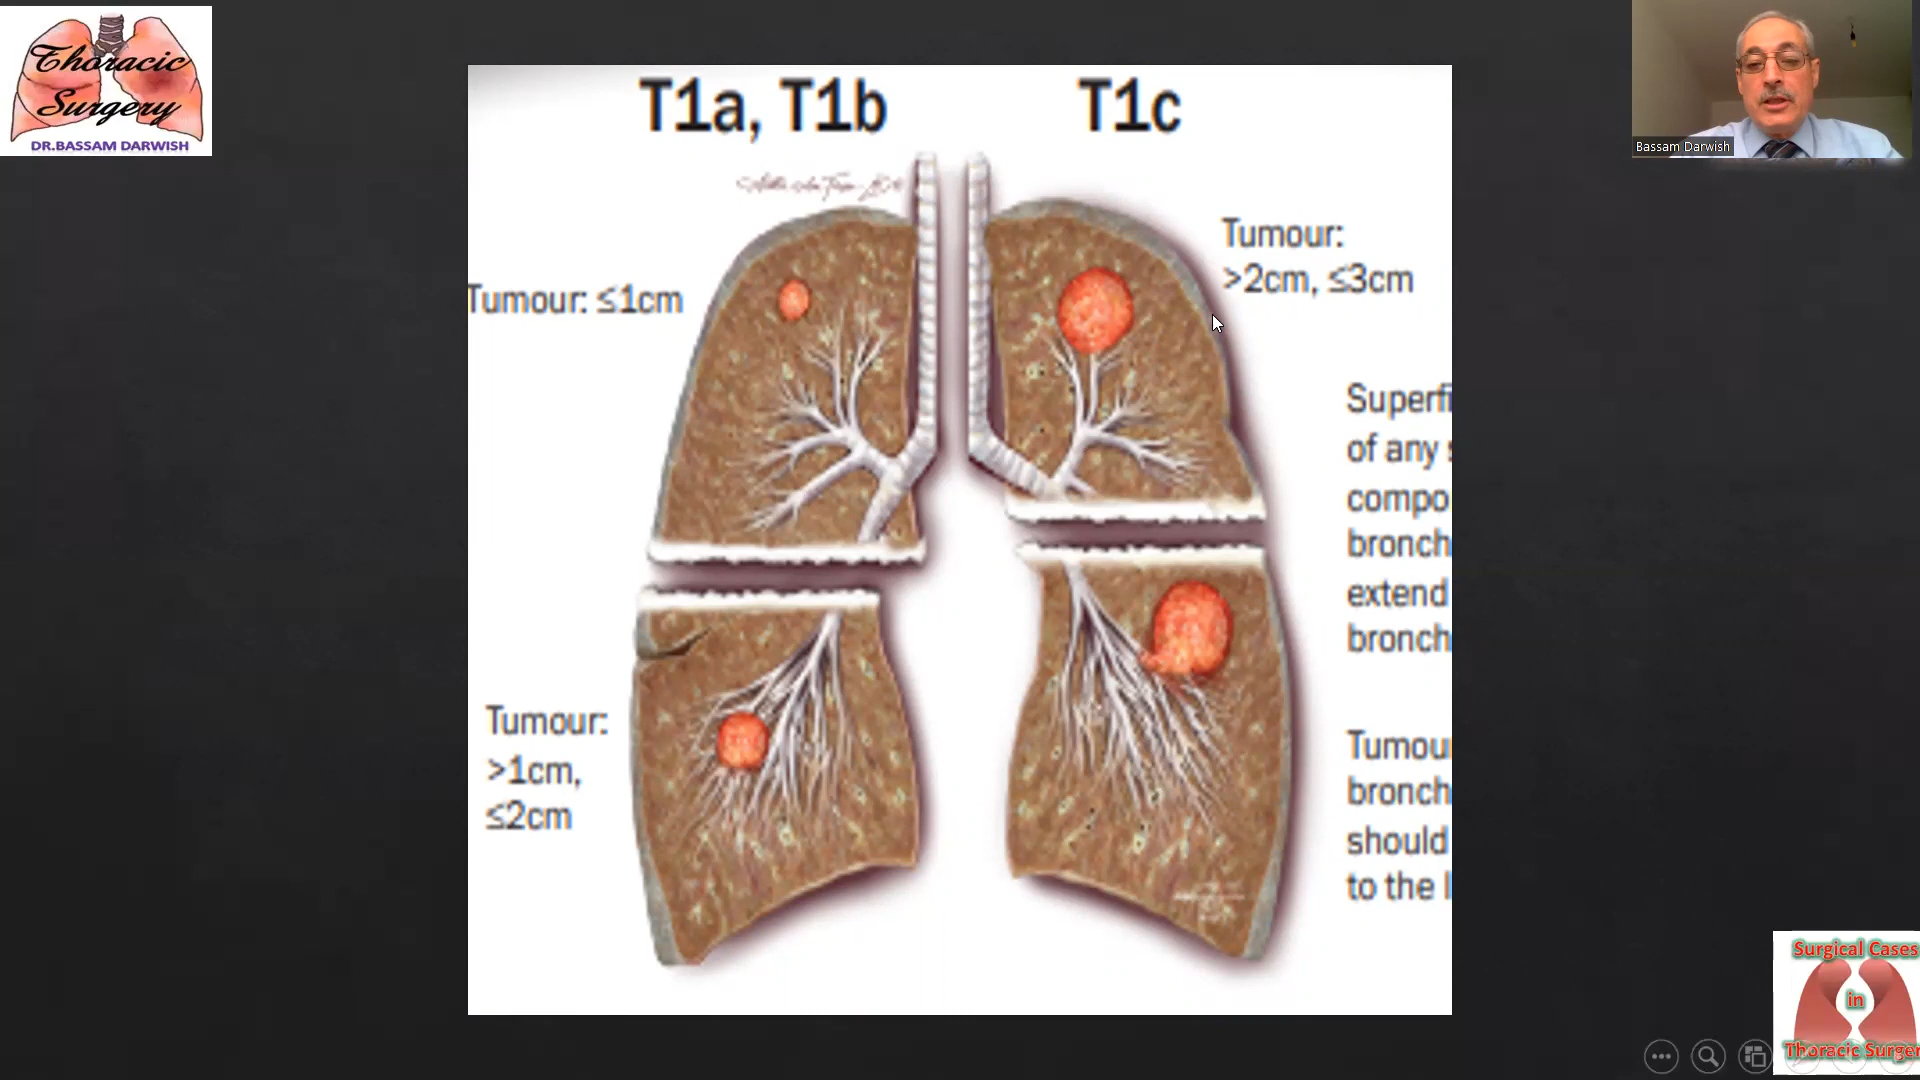 Thoracic
Surgery
DR.BASSAM DARWISH
T1a, T1b
T1c
Tumour: ≤1cm
Tumour:
>2cm, ≤3cm
Tumour:
>1cm,
≤2cm
Superfi
of any
compo
bronch
extend
bronch
Tumou
bronch
should
to the
Bassam Darwish
Surgical Cases
in
Thoracic Surger